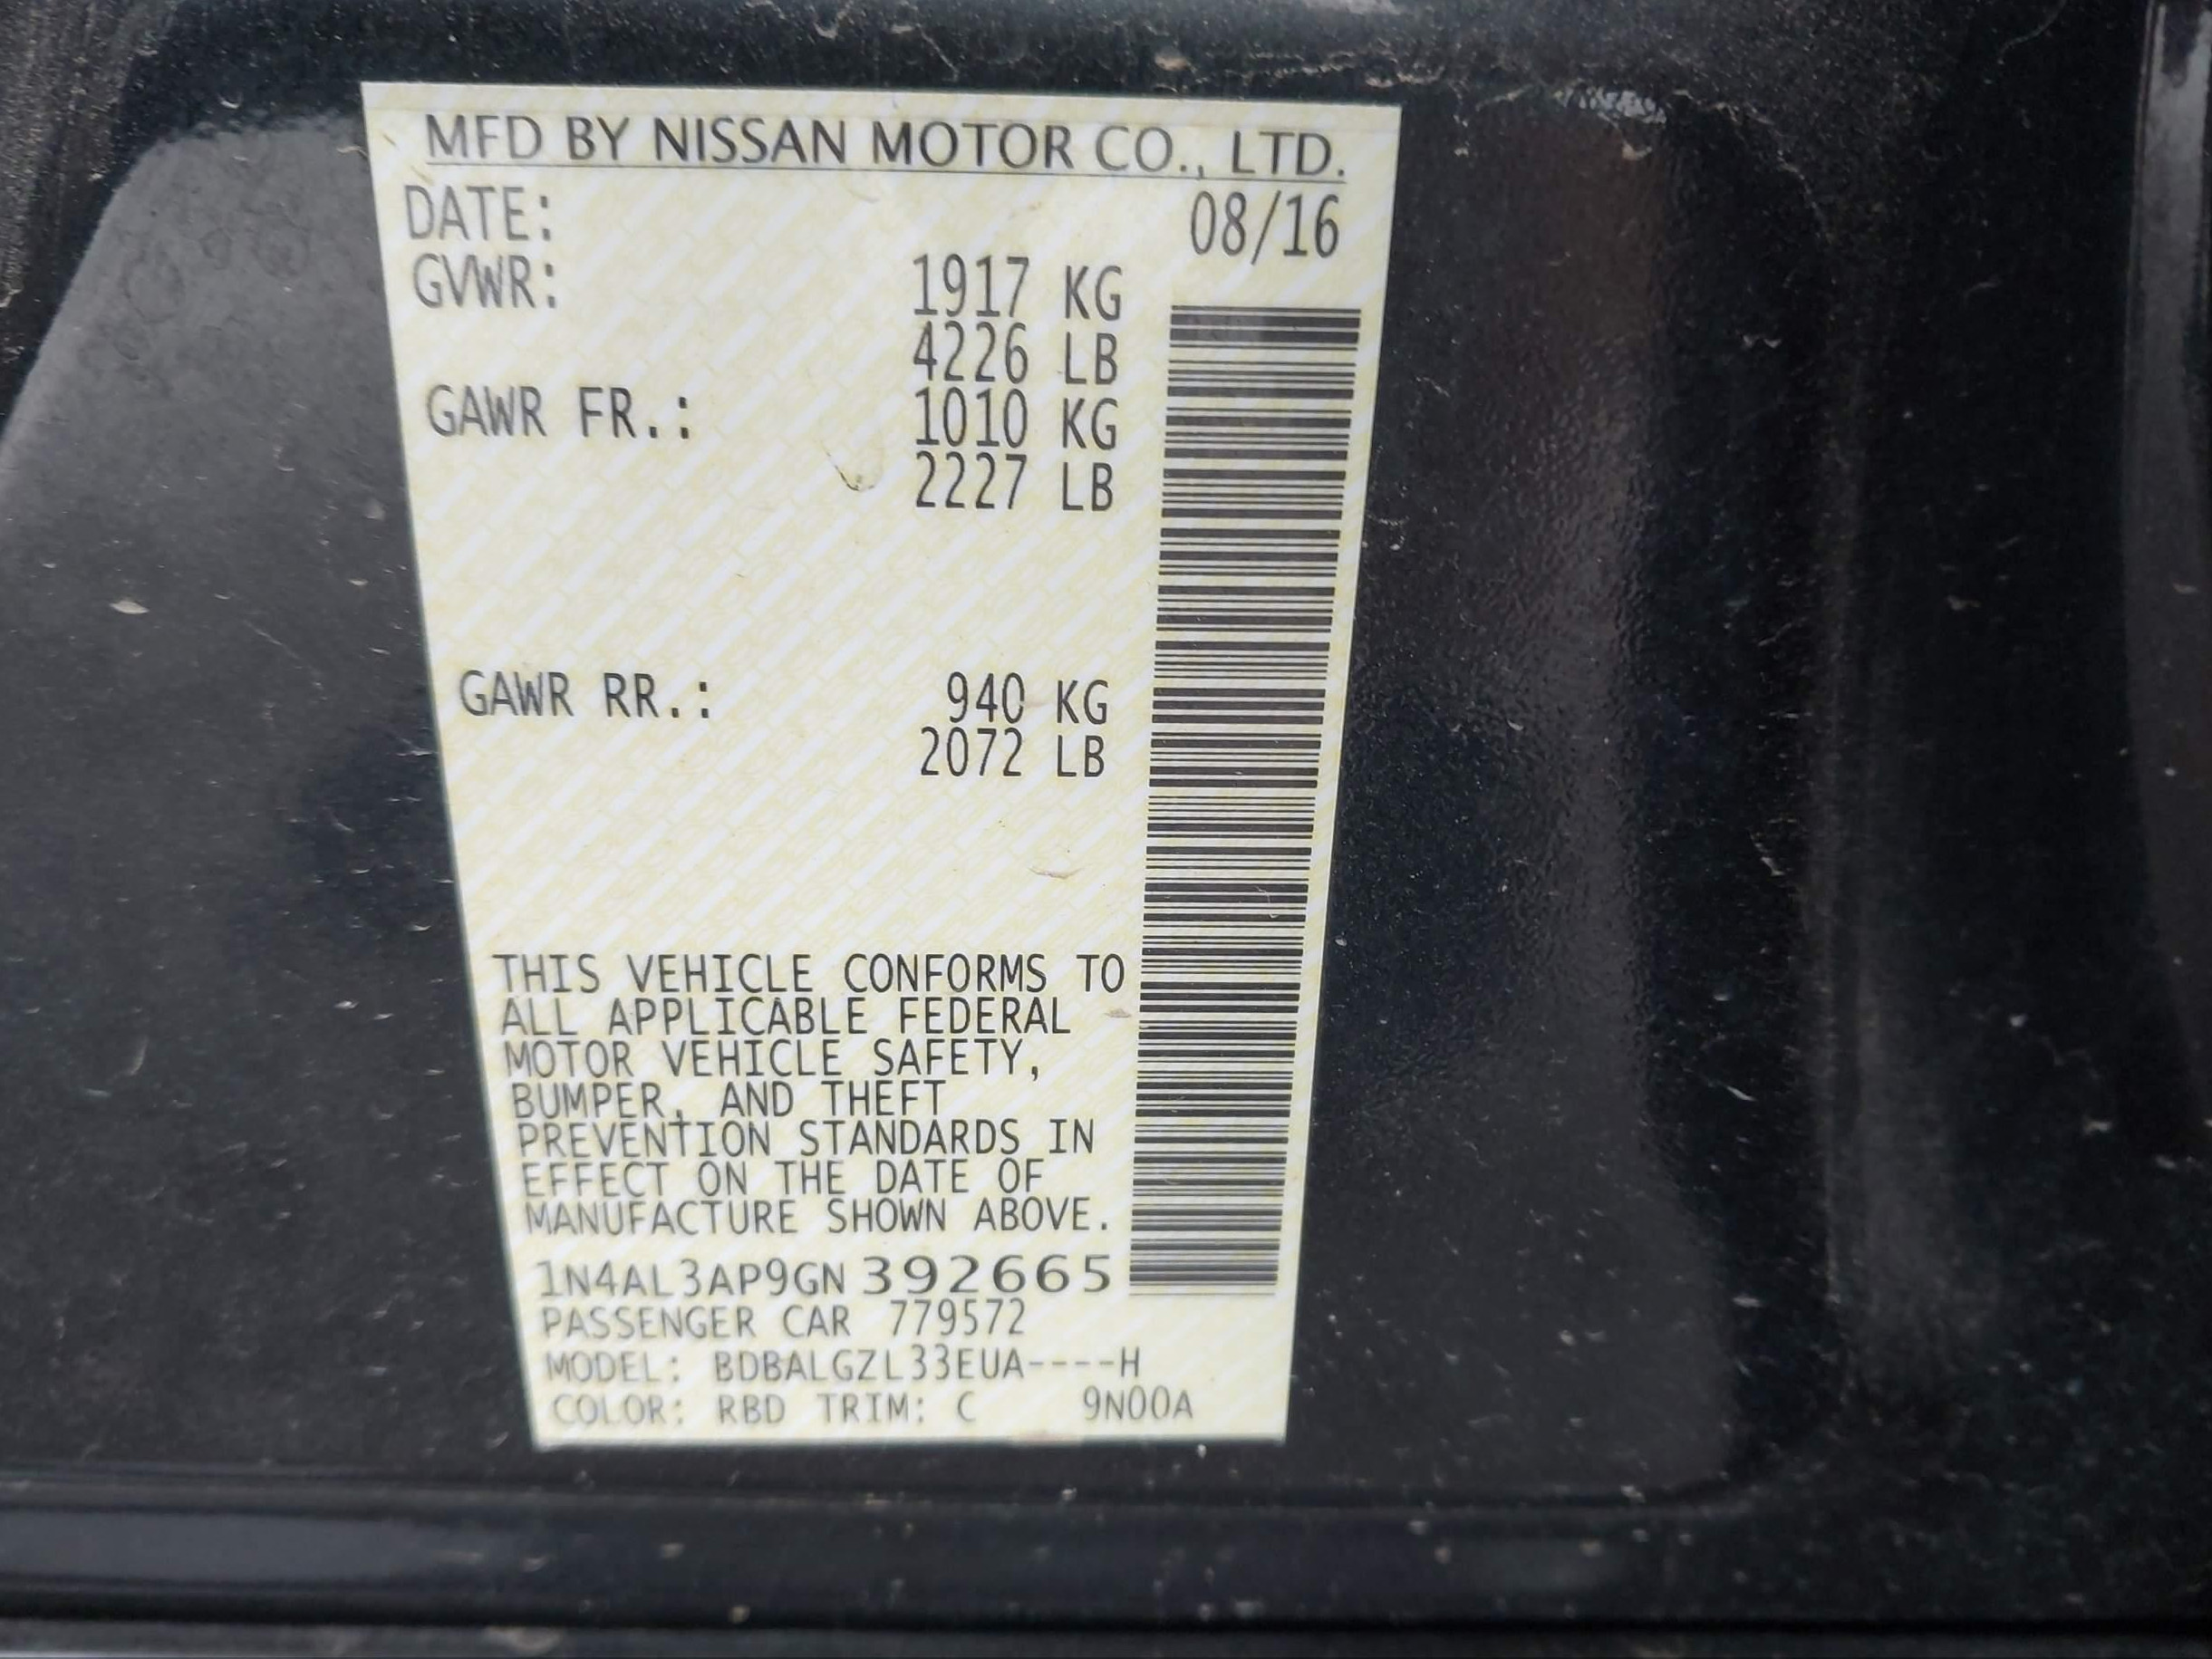 MFD BY NISSAN MOTOR CO., LTD.
DATE: 08/16
GVWR: 1917 KG
4226 LB
GAWR FR.: 1010 KG
2227 LB
GAWR RR.: 940 KG
2072 LB
THIS VEHICLE CONFORMS TO
ALL APPLICABLE FEDERAL
MOTOR VEHICLE SAFETY,
BUMPER, AND THEFT
PREVENTION STANDARDS IN
EFFECT ON THE DATE OF
MANUFACTURE SHOWN ABOVE.
1N4AL3AP9GN392665
PASSENGER CAR 779572
MODEL: BDBALGZL33EUA----H
COLOR: RBD TRIM: C 9N00A